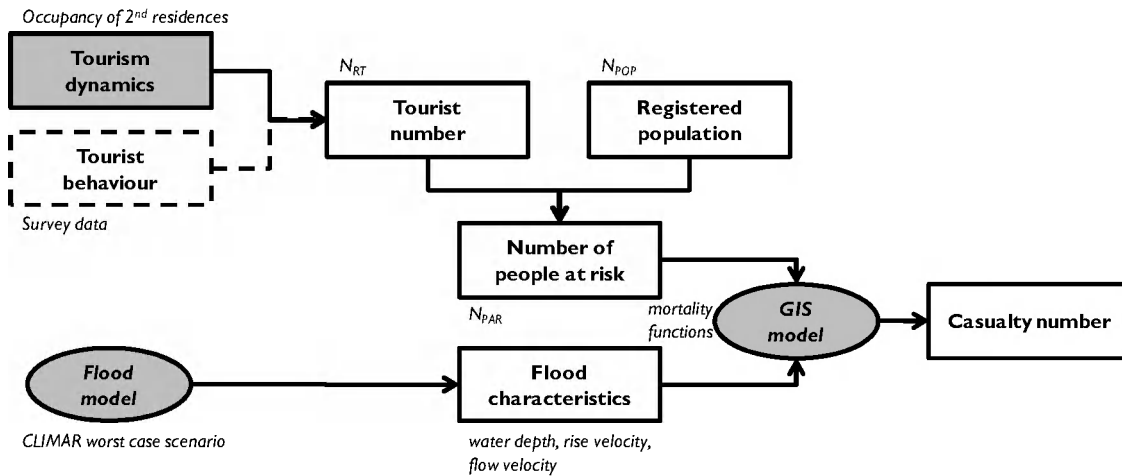 Occupancy of 2nd residences
Tourism
dynamics
N_RT
Tourist
number
N_POP
Registered
population
Tourist
behaviour
Survey data
Number of
people at risk
N_PAR
mortality
functions
GIS
model
Casualty number
Flood
model
CLIMAR worst case scenario
Flood
characteristics
water depth, rise velocity,
flow velocity